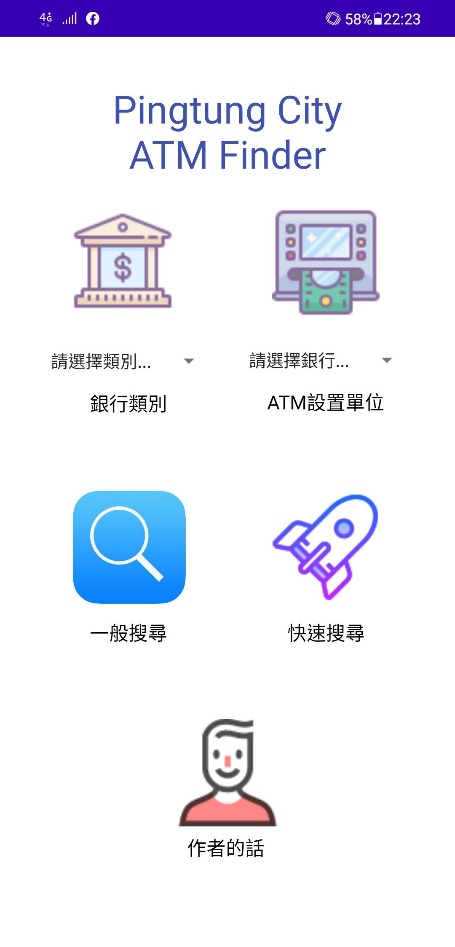 4G
58%
22:23
Pingtung City
ATM Finder
$
請選擇類別...
請選擇銀行...
銀行類別
ATM設置單位
一般搜尋
快速搜尋
作者的話